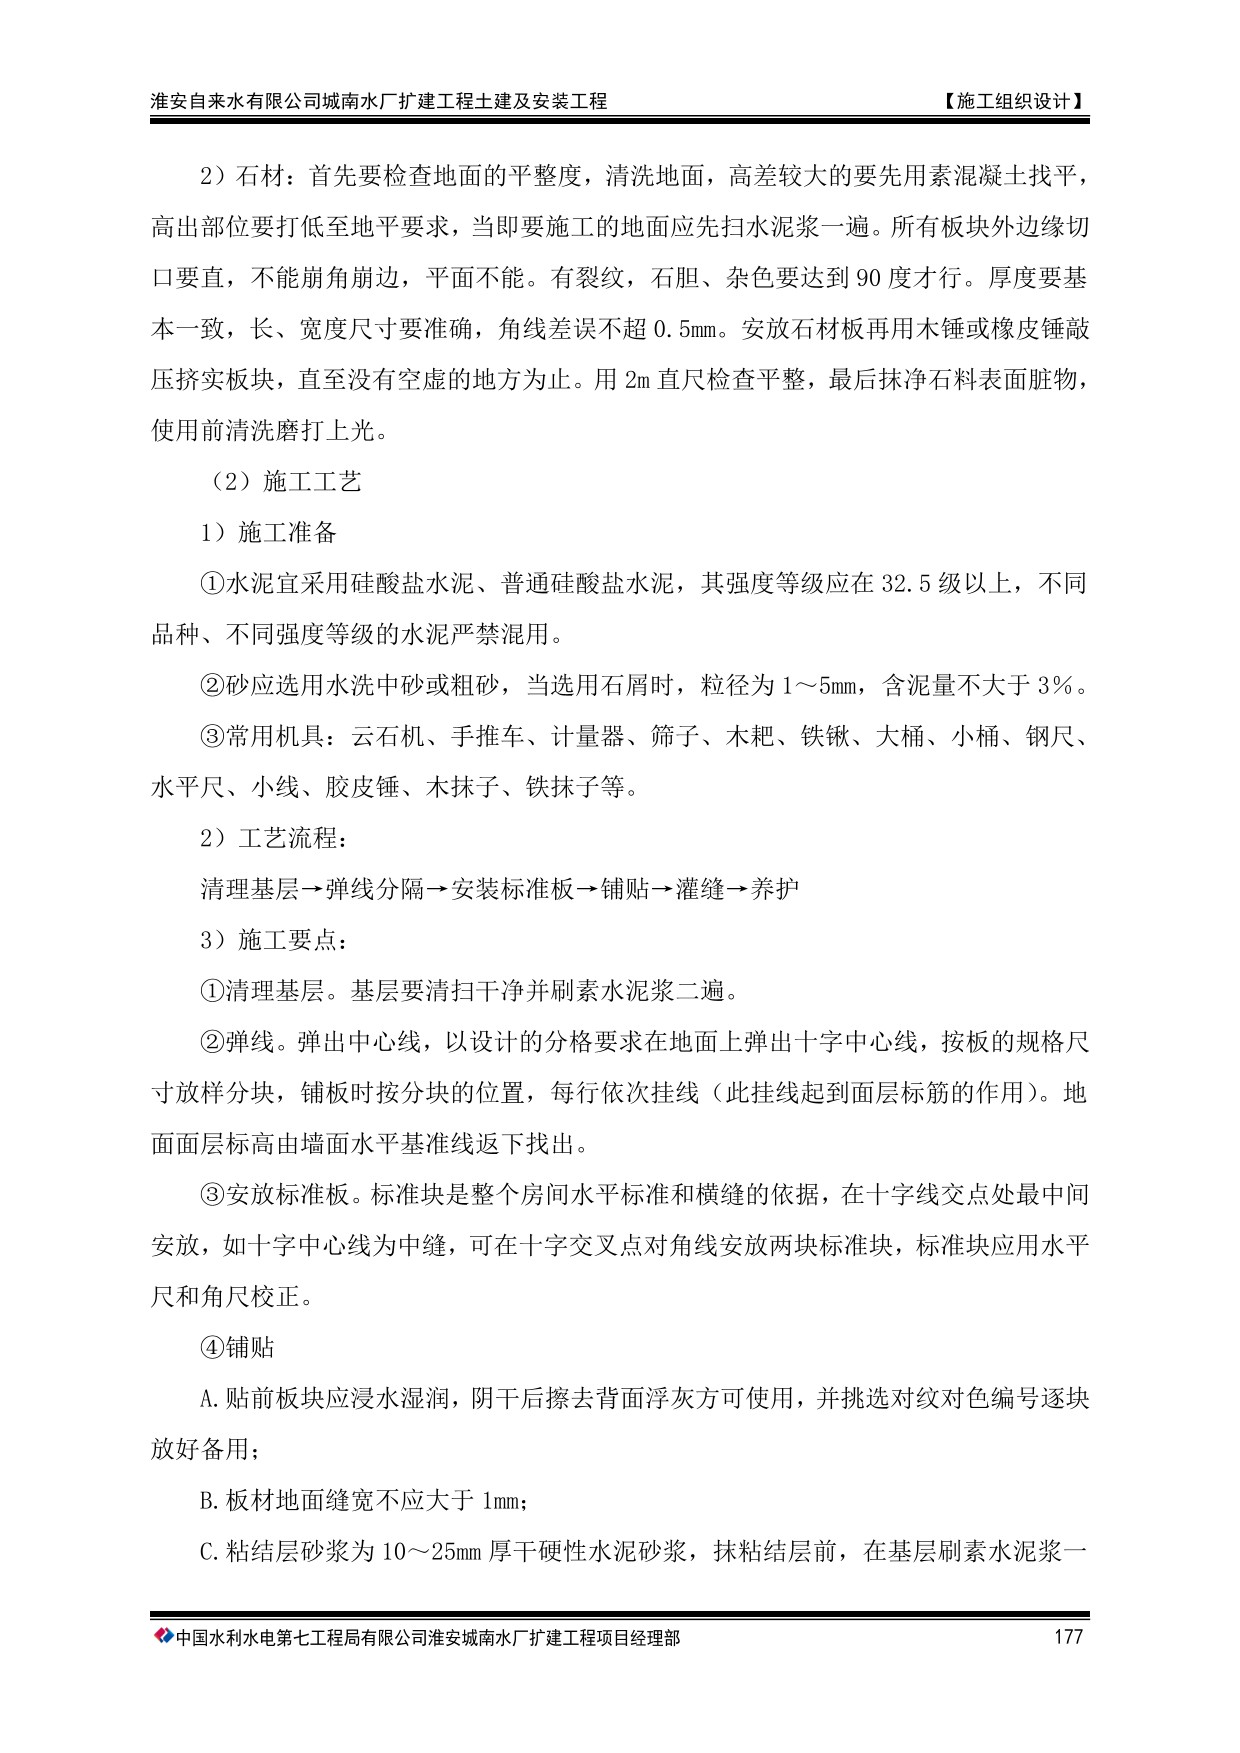 淮安自来水有限公司城南水厂扩建工程土建及安装工程 【施工组织设计】
2）石材：首先要检查地面的平整度，清洗地面，高差较大的要先用素混凝土找平，
高出部位要打低至地平要求，当即要施工的地面应先扫水泥浆一遍。所有板块外边缘切
口要直，不能崩角崩边，平面不能。有裂纹，石胆、杂色要达到 90 度才行。厚度要基
本一致，长、宽度尺寸要准确，角线差误不超 0.5mm。安放石材板再用木锤或橡皮锤敲
压挤实板块，直至没有空虚的地方为止。用 2m 直尺检查平整，最后抹净石料表面脏物，
使用前清洗磨打上光。
（2）施工工艺
1）施工准备
①水泥宜采用硅酸盐水泥、普通硅酸盐水泥，其强度等级应在 32.5 级以上，不同
品种、不同强度等级的水泥严禁混用。
②砂应选用水洗中砂或粗砂，当选用石屑时，粒径为 1～5mm，含泥量不大于 3％。
③常用机具：云石机、手推车、计量器、筛子、木耙、铁锹、大桶、小桶、钢尺、
水平尺、小线、胶皮锤、木抹子、铁抹子等。
2）工艺流程：
清理基层→弹线分隔→安装标准板→铺贴→灌缝→养护
3）施工要点：
①清理基层。基层要清扫干净并刷素水泥浆二遍。
②弹线。弹出中心线，以设计的分格要求在地面上弹出十字中心线，按板的规格尺
寸放样分块，铺板时按分块的位置，每行依次挂线（此挂线起到面层标筋的作用）。地
面面层标高由墙面水平基准线返下找出。
③安放标准板。标准块是整个房间水平标准和横缝的依据，在十字线交点处最中间
安放，如十字中心线为中缝，可在十字交叉点对角线安放两块标准块，标准块应用水平
尺和角尺校正。
④铺贴
A.贴前板块应浸水湿润，阴干后擦去背面浮灰方可使用，并挑选对纹对色编号逐块
放好备用；
B.板材地面缝宽不应大于 1mm；
C.粘结层砂浆为 10～25mm 厚干硬性水泥砂浆，抹粘结层前，在基层刷素水泥浆一
中国水利水电第七工程局有限公司淮安城南水厂扩建工程项目经理部 177